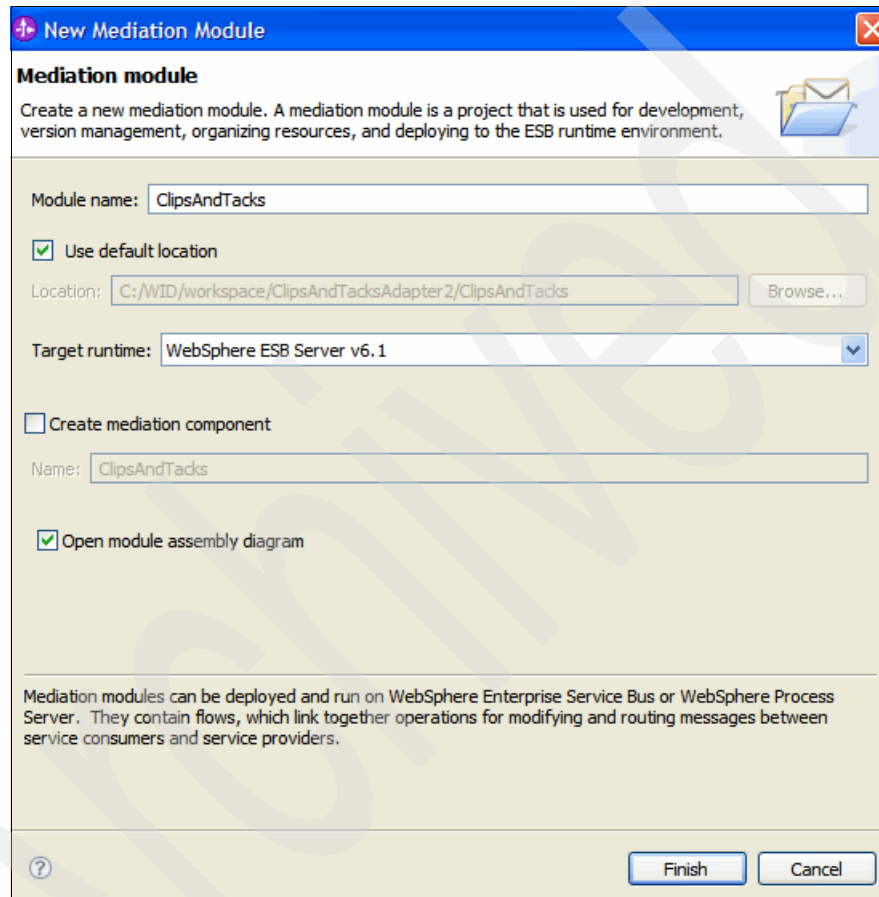 New Mediation Module
Mediation module
Create a new mediation module. A mediation module is a project that is used for development,
version management, organizing resources, and deploying to the ESB runtime environment.
Module name: ClipsAndTacks
Use default location
Location: C:/WID/workspace/ClipsAndTacksAdapter2/ClipsAndTacks Browse...
Target runtime: WebSphere ESB Server v6.1
Create mediation component
Name: ClipsAndTacks
Open module assembly diagram
Mediation modules can be deployed and run on WebSphere Enterprise Service Bus or WebSphere Process
Server. They contain flows, which link together operations for modifying and routing messages between
service consumers and service providers.
? Finish Cancel
Archived